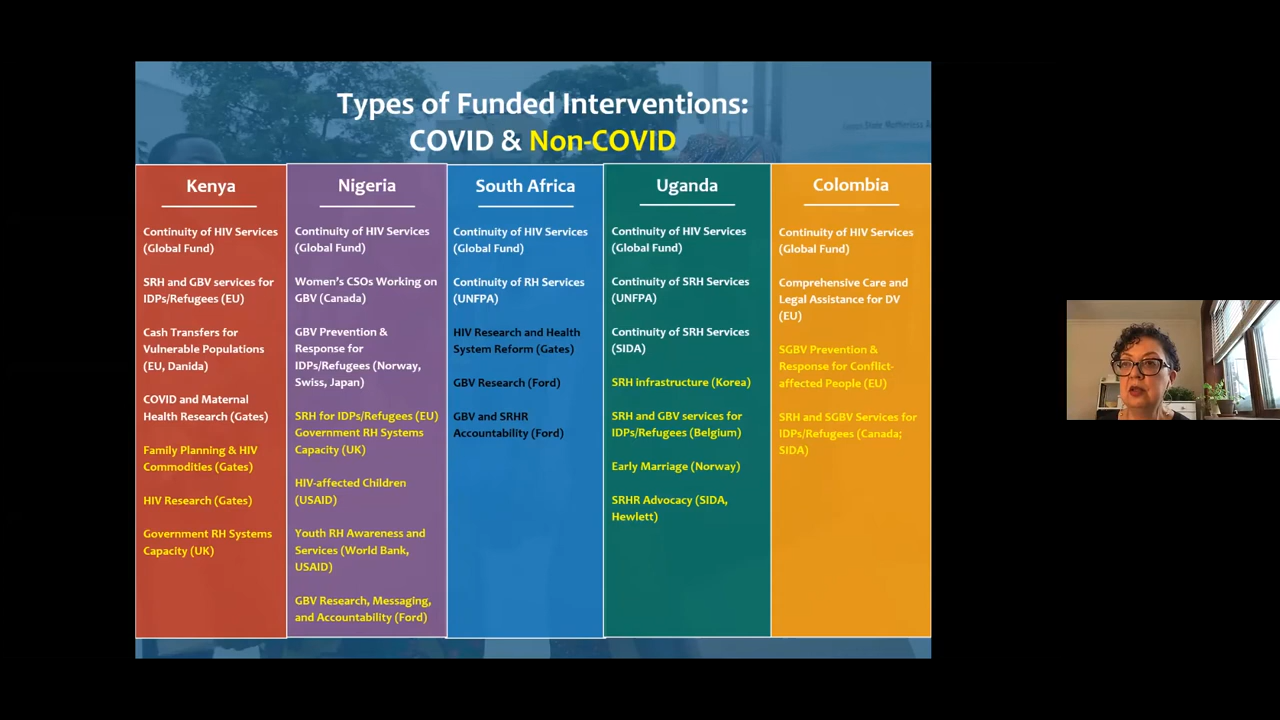 Types of Funded Interventions:
COVID & Non-COVID
Kenya
Continuity of HIV Services
(Global Fund)
SRH and GBV services for
IDPs/Refugees (EU)
Cash Transfers for
Vulnerable Populations
(EU, Danida)
COVID and Maternal
Health Research (Gates)
Family Planning & HIV
Commodities (Gates)
HIV Research (Gates)
Government RH Systems
Capacity (UK)
Nigeria
Continuity of HIV Services
(Global Fund)
Women's CSOs Working on
GBV (Canada)
GBV Prevention &
Response for
IDPs/Refugees (Norway,
Swiss, Japan)
SRH for IDPs/Refugees (EU)
Government RH Systems
Capacity (UK)
HIV-affected Children
(USAID)
Youth RH Awareness and
Services (World Bank,
USAID)
GBV Research, Messaging,
and Accountability (Ford)
South Africa
Continuity of HIV Services
(Global Fund)
Continuity of RH Services
(UNFPA)
HIV Research and Health
System Reform (Gates)
GBV Research (Ford)
GBV and SRHR
Accountability (Ford)
Uganda
Continuity of HIV Services
(Global Fund)
Continuity of SRH Services
(UNFPA)
Continuity of SRH Services
(SIDA)
SRH infrastructure (Korea)
SRH and GBV services for
IDPs/Refugees (Belgium)
Early Marriage (Norway)
SRHR Advocacy (SIDA,
Hewlett)
Colombia
Continuity of HIV Services
(Global Fund)
Comprehensive Care and
Legal Assistance for DV
(EU)
SGBV Prevention &
Response for Conflict-
affected People (EU)
SRH and SGBV Services for
IDPs/Refugees (Canada;
SIDA)